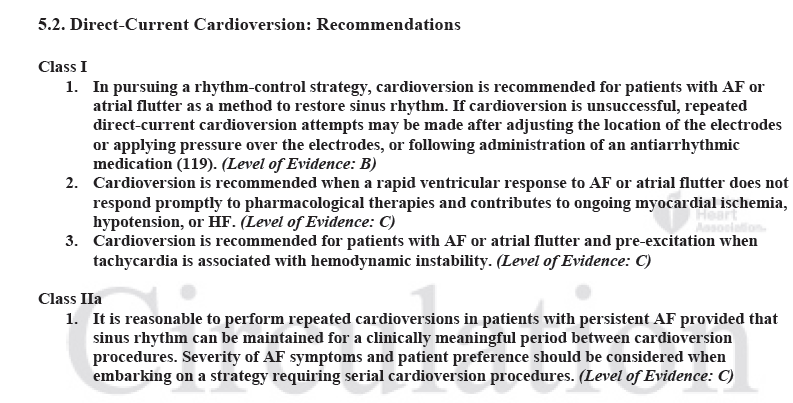 5.2. Direct-Current Cardioversion: Recommendations
Class I
1. In pursuing a rhythm-control strategy, cardioversion is recommended for patients with AF or
atrial flutter as a method to restore sinus rhythm. If cardioversion is unsuccessful, repeated
direct-current cardioversion attempts may be made after adjusting the location of the electrodes
or applying pressure over the electrodes, or following administration of an antiarrhythmic
medication (119). (Level of Evidence: B)
2. Cardioversion is recommended when a rapid ventricular response to AF or atrial flutter does not
respond promptly to pharmacological therapies and contributes to ongoing myocardial ischemia,
hypotension, or HF. (Level of Evidence: C)
Heart
Association.
3. Cardioversion is recommended for patients with AF or atrial flutter and pre-excitation when
tachycardia is associated with hemodynamic instability. (Level of Evidence: C)
Class IIa
Circulation
1. It is reasonable to perform repeated cardioversions in patients with persistent AF provided that
sinus rhythm can be maintained for a clinically meaningful period between cardioversion
procedures. Severity of AF symptoms and patient preference should be considered when
embarking on a strategy requiring serial cardioversion procedures. (Level of Evidence: C)